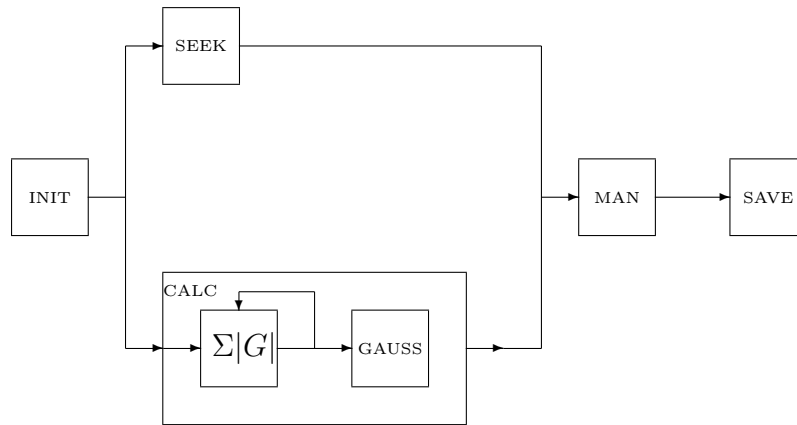 SEEK
INIT
MAN
SAVE
CALC
Σ|G|
GAUSS